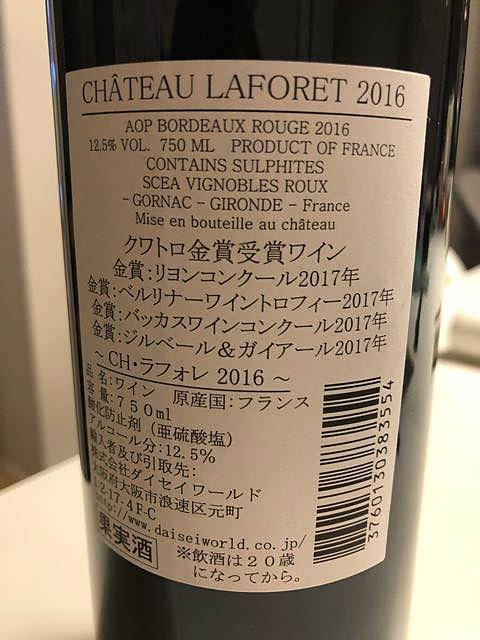 CHÂTEAU LAFORET 2016
AOP BORDEAUX ROUGE 2016
12.5% VOL. 750 ML PRODUCT OF FRANCE
CONTAINS SULPHITES
SCEA VIGNOBLES ROUX
- GORNAC - GIRONDE - France
Mise en bouteille au château
クワトロ金賞受賞ワイン
金賞:リヨンコンクール2017年
金賞:ベルリナーワイントロフィー2017年
金賞:バッカスワインコンクール2017年
金賞:ジルベール&ガイアール2017年
~ CH・ラフォレ 2016 ~
品名:ワイン 原産国:フランス
容量:750ml
酸化防止剤(亜硫酸塩)
アルコール分:12.5%
輸入者及び引取先:
株式会社ダイセイワールド
大阪府大阪市浪速区元町
2-17-4F-C
http://www.daiseiworld.co.jp/
果実酒
※飲酒は20歳
になってから。
3760130383554